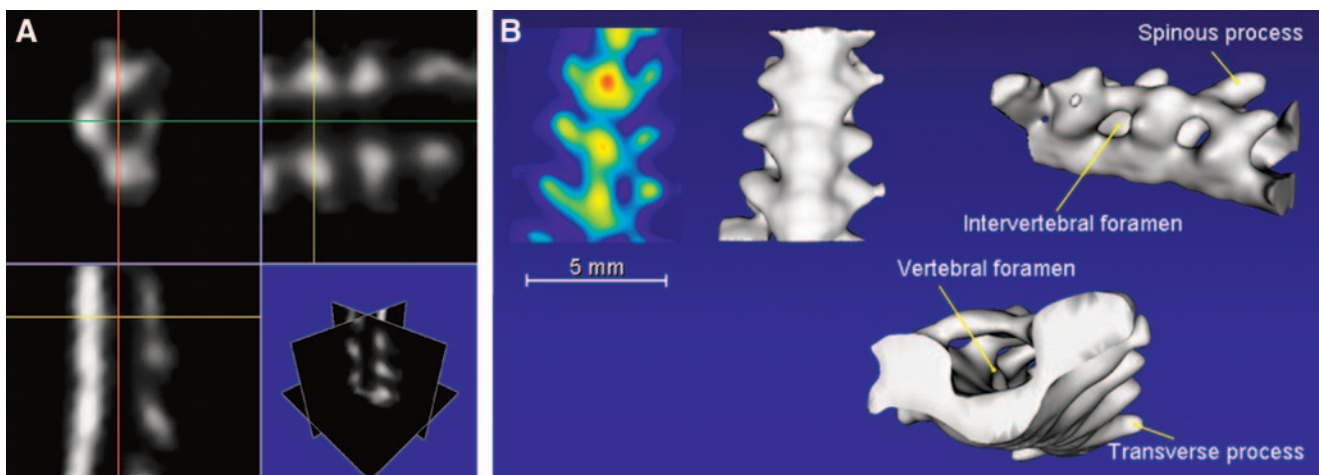 A
B
Spinous process
Intervertebral foramen
5 mm
Vertebral foramen
Transverse process